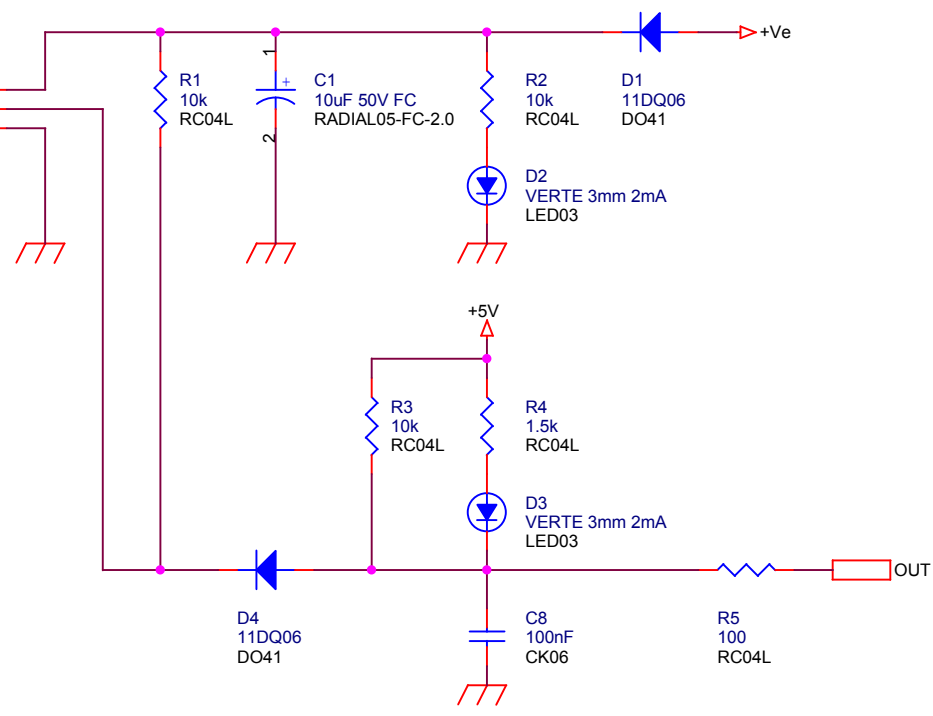 +Ve
1
2
R1
10k
RC04L
C1
10uF 50V FC
RADIAL05-FC-2.0
+
R2
10k
RC04L
D1
11DQ06
DO41
D2
VERTE 3mm 2mA
LED03
+5V
R3
10k
RC04L
R4
1.5k
RC04L
D3
VERTE 3mm 2mA
LED03
OUT
D4
11DQ06
DO41
C8
100nF
CK06
R5
100
RC04L